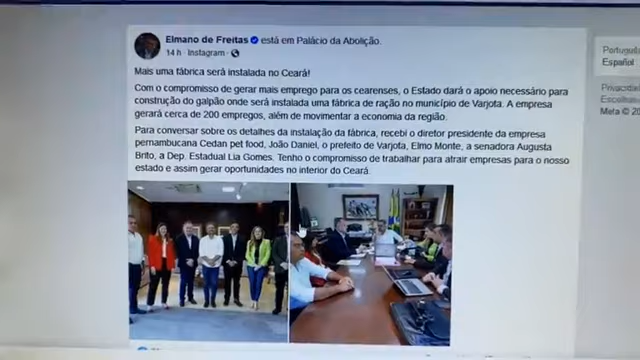 Elmano de Freitas está em Palácio da Abolição.
14 h · Instagram ·
Mais uma fábrica será instalada no Ceará!
Com o compromisso de gerar mais emprego para os cearenses, o Estado dará o apoio necessário para
construção do galpão onde será instalada uma fábrica de ração no município de Varjota. A empresa
gerará cerca de 200 empregos, além de movimentar a economia da região.
Para conversar sobre os detalhes da instalação da fábrica, recebi o diretor presidente da empresa
pernambucana Cedan pet food, João Daniel, o prefeito de Varjota, Elmo Monte, a senadora Augusta
Brito, a Dep. Estadual Lia Gomes. Tenho o compromisso de trabalhar para atrair empresas para o nosso
estado e assim gerar oportunidades no interior do Ceará.
Português
Español
Privacidade
Escolhas
Meta © 20